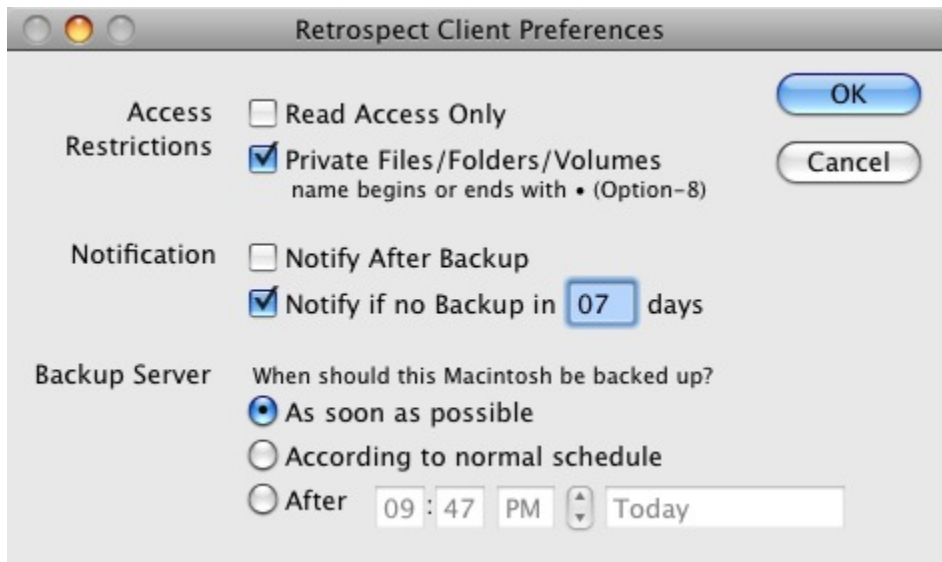 Retrospect Client Preferences
Access Restrictions
Read Access Only
OK
Private Files/Folders/Volumes
name begins or ends with • (Option-8)
Cancel
Notification
Notify After Backup
Notify if no Backup in 07 days
Backup Server
When should this Macintosh be backed up?
As soon as possible
According to normal schedule
After 09 : 47 PM Today